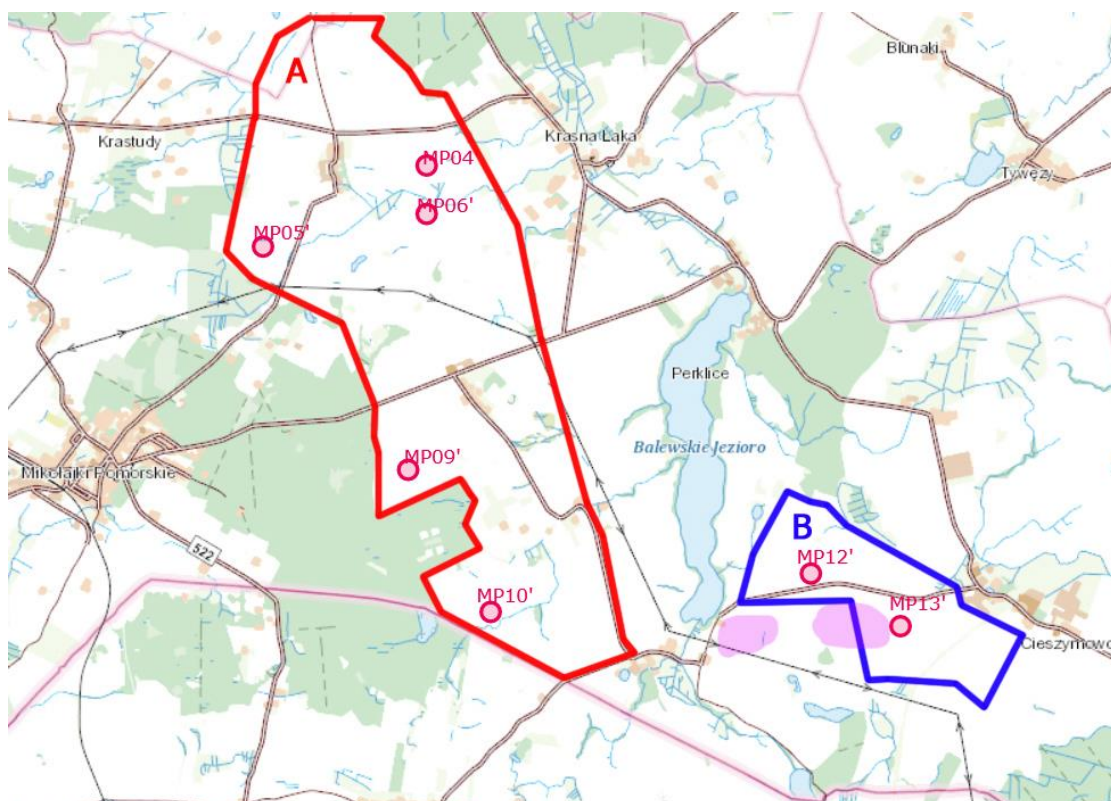 A
Blunaki
Krastudy
Krasna Łąka
MP04
Tywęzy
MP06'
MP05'
Perklice
Balewskie Jezioro
MP09'
Mikołajki Pomorskie
B
522
MP12'
MP10'
MP13'
Cieszymowo